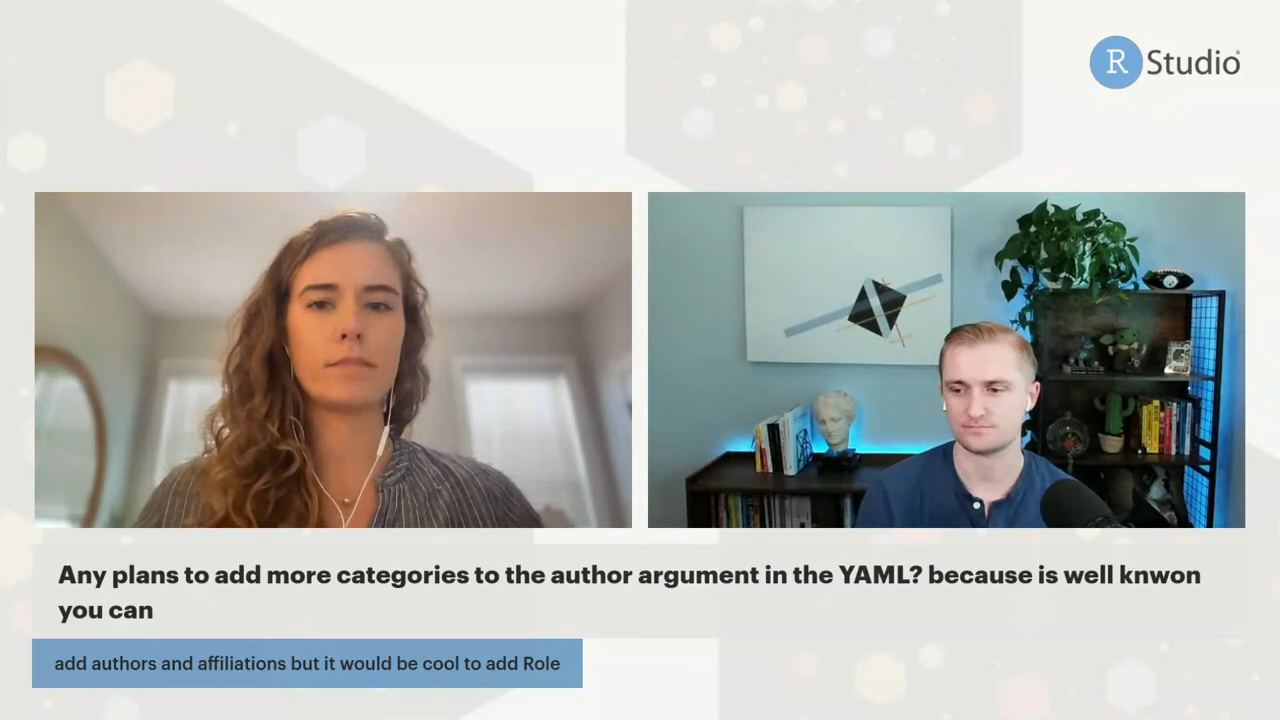 R Studio
Any plans to add more categories to the author argument in the YAML? because is well knwon
you can
add authors and affiliations but it would be cool to add Role